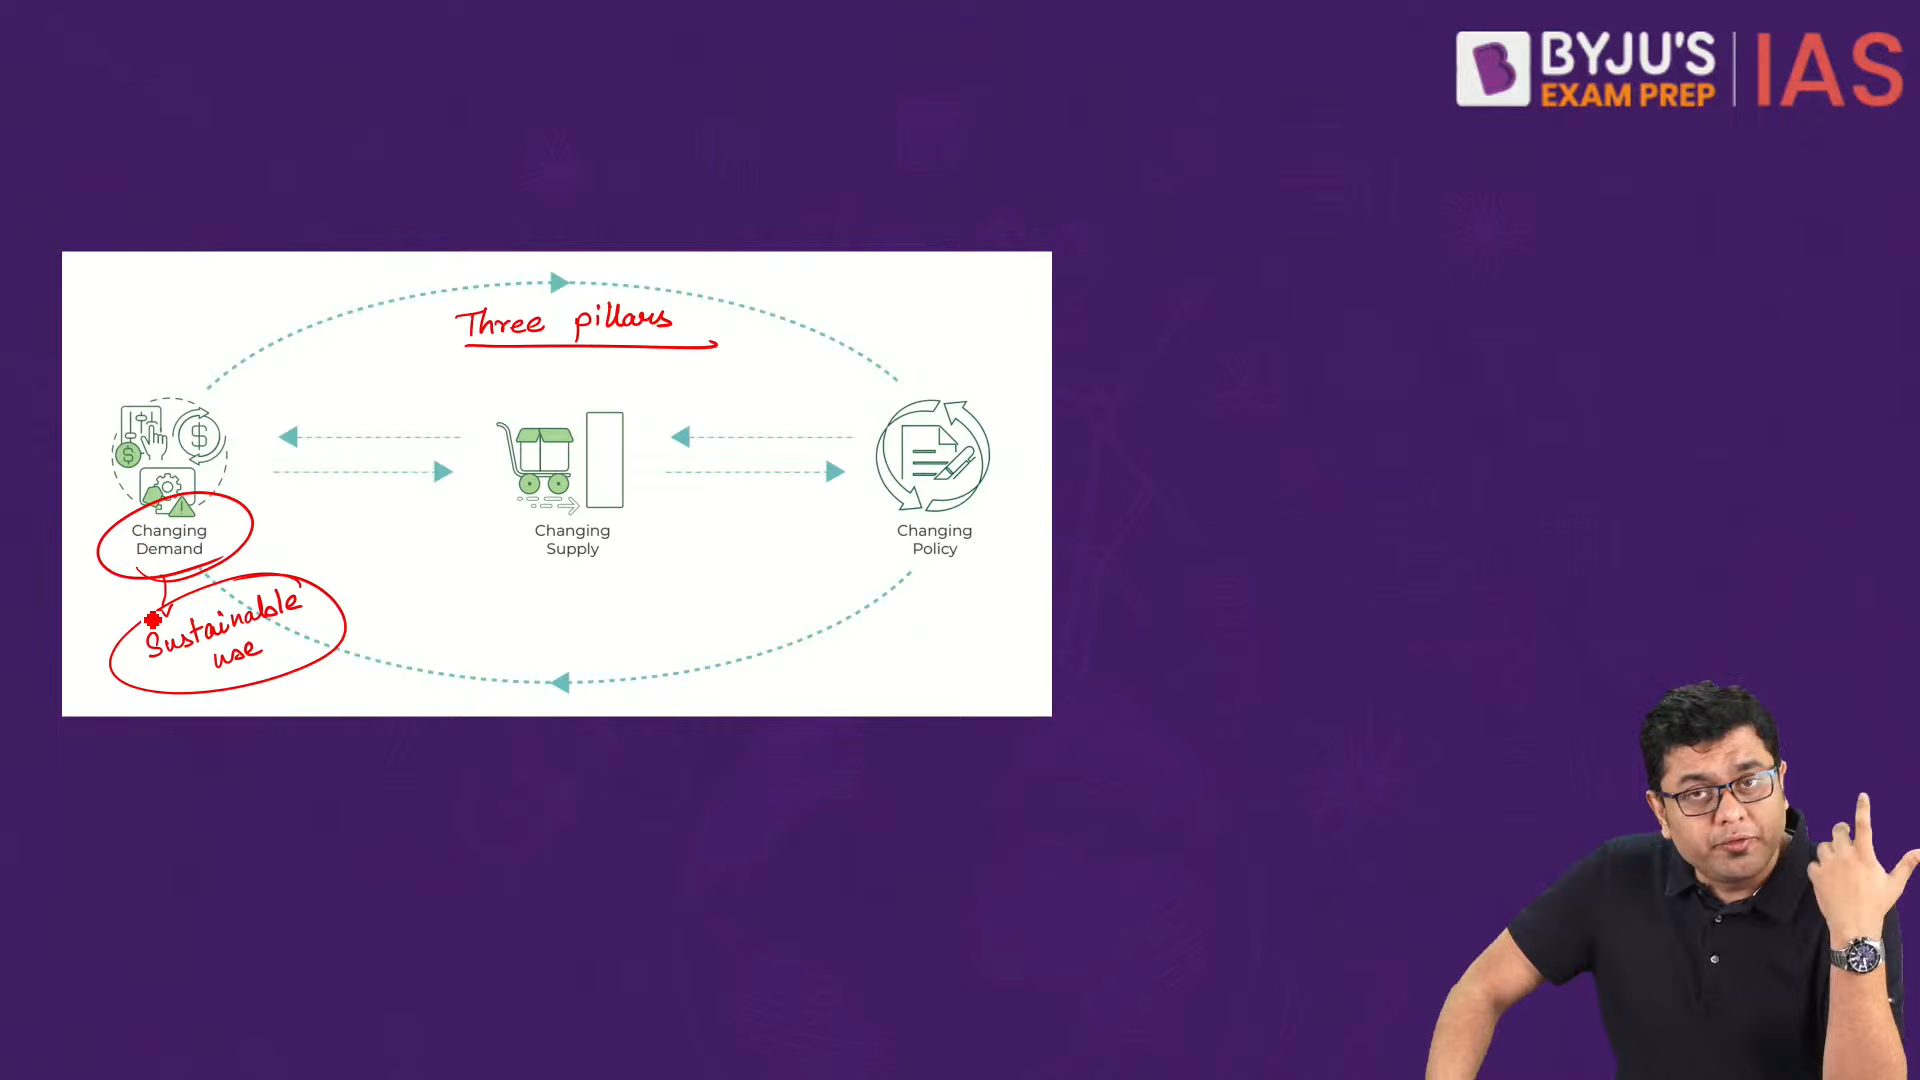 BYJU'S
EXAM PREP
IAS
Three pillars
Changing
Demand
Changing
Supply
Changing
Policy
Sustainable
use